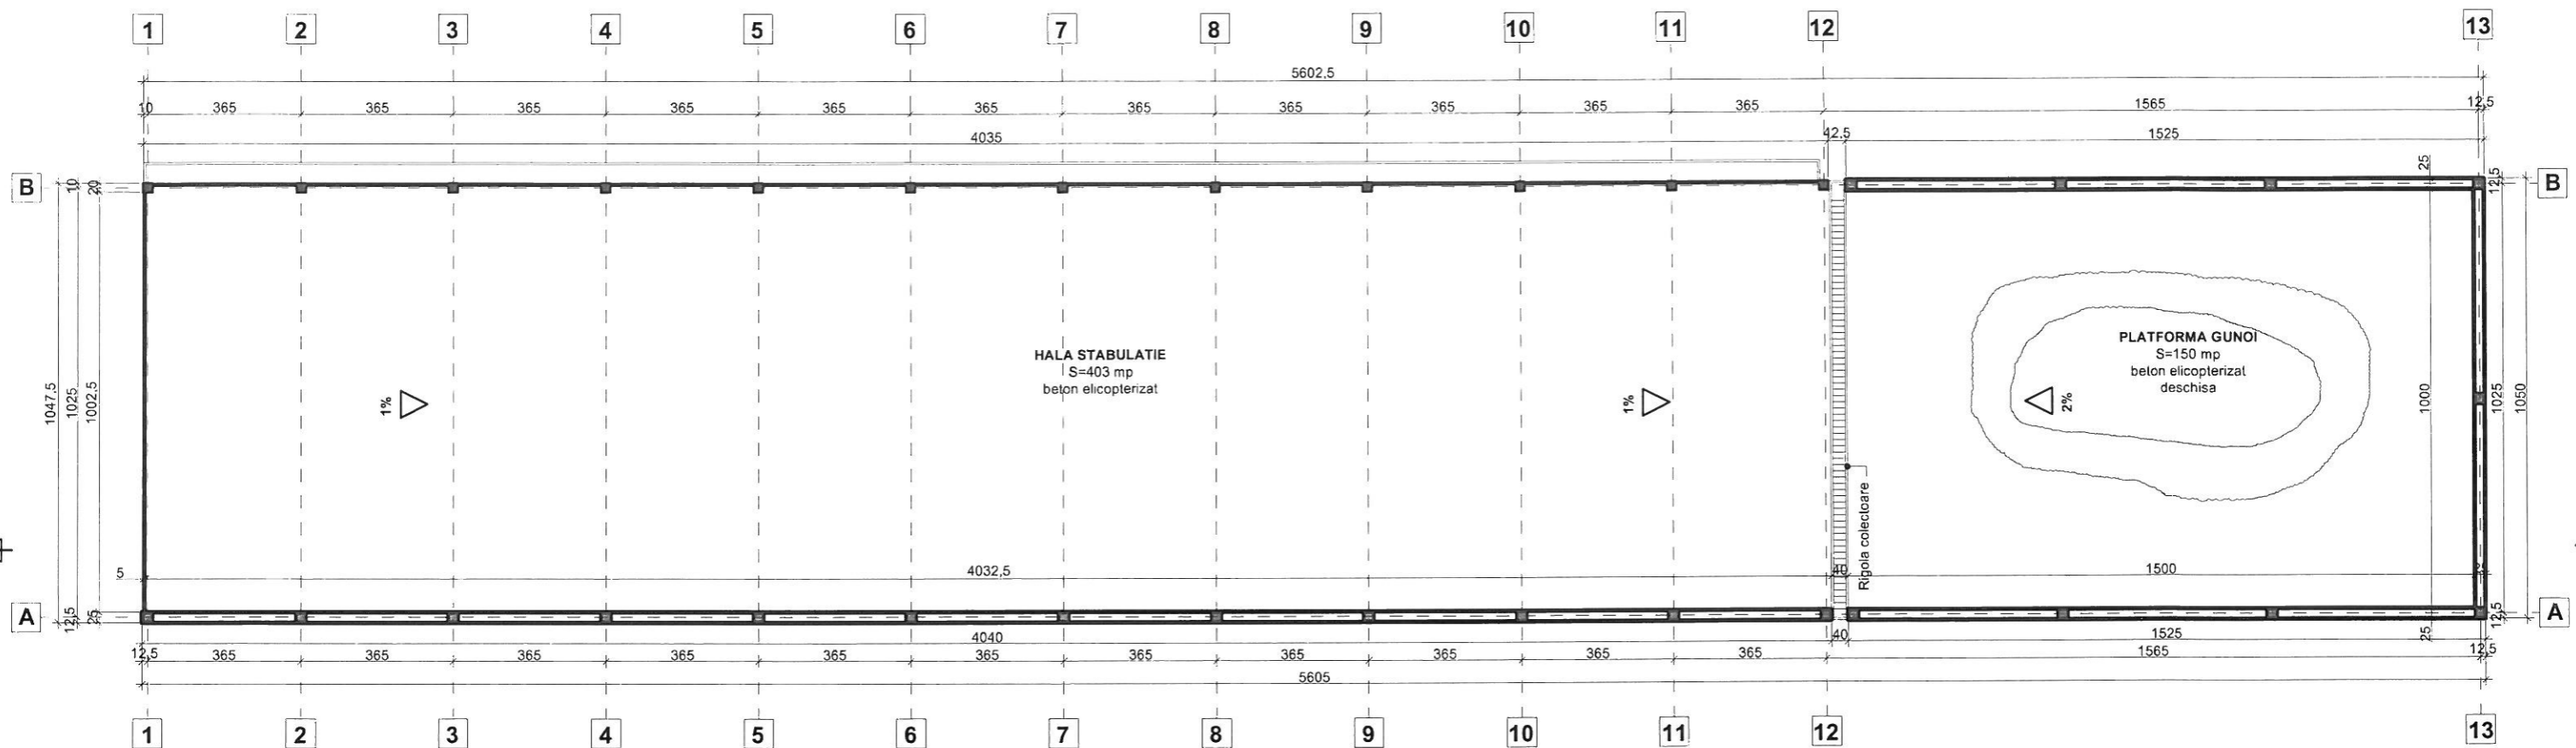 1 2 3 4 5 6 7 8 9 10 11 12 13
5602,5
10 365 365 365 365 365 365 365 365 365 365 365 1565 12,5
4035 42,5 1525
B 10 20 25 12,5 B
HALA STABULATIE
S=403 mp
beton elicopterizat
PLATFORMA GUNOI
S=150 mp
beton elicopterizat
deschisa
1% 1% 2%
1047,5 1025 1002,5 1000 1025 1050
Rigola colectoare
5 4032,5 40 1500
A 12,5 25 12,5 A
4040 40 1525 25
12,5 365 365 365 365 365 365 365 365 365 365 365 1565 12,5
5605
1 2 3 4 5 6 7 8 9 10 11 12 13